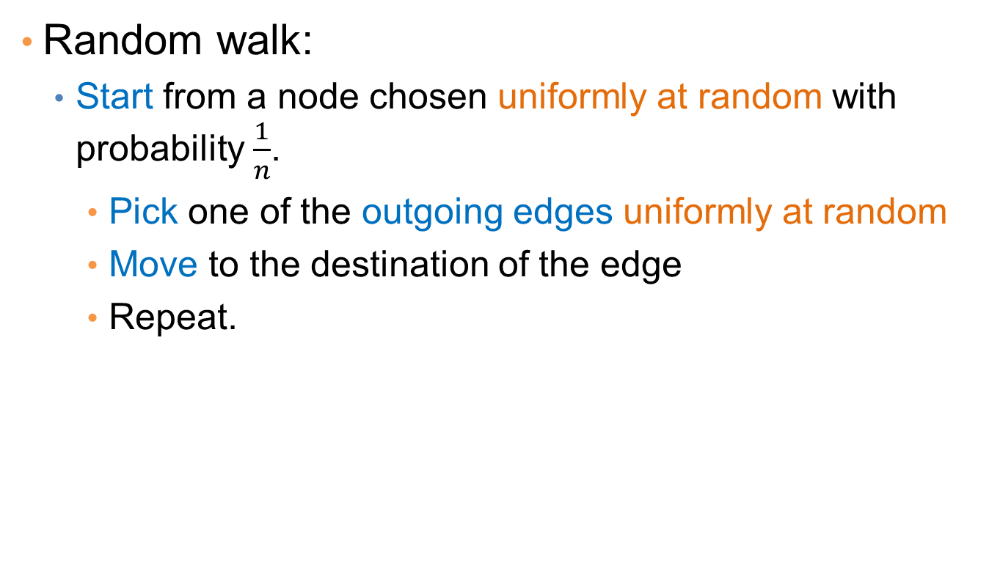 • Random walk:
• Start from a node chosen uniformly at random with
probability 1/n.
• Pick one of the outgoing edges uniformly at random
• Move to the destination of the edge
• Repeat.